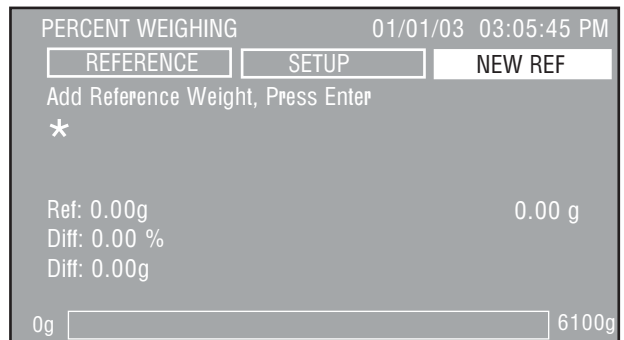 PERCENT WEIGHING 01/01/03 03:05:45 PM
REFERENCE SETUP NEW REF
Add Reference Weight, Press Enter
*
Ref: 0.00g 0.00 g
Diff: 0.00 %
Diff: 0.00g
0g 6100g